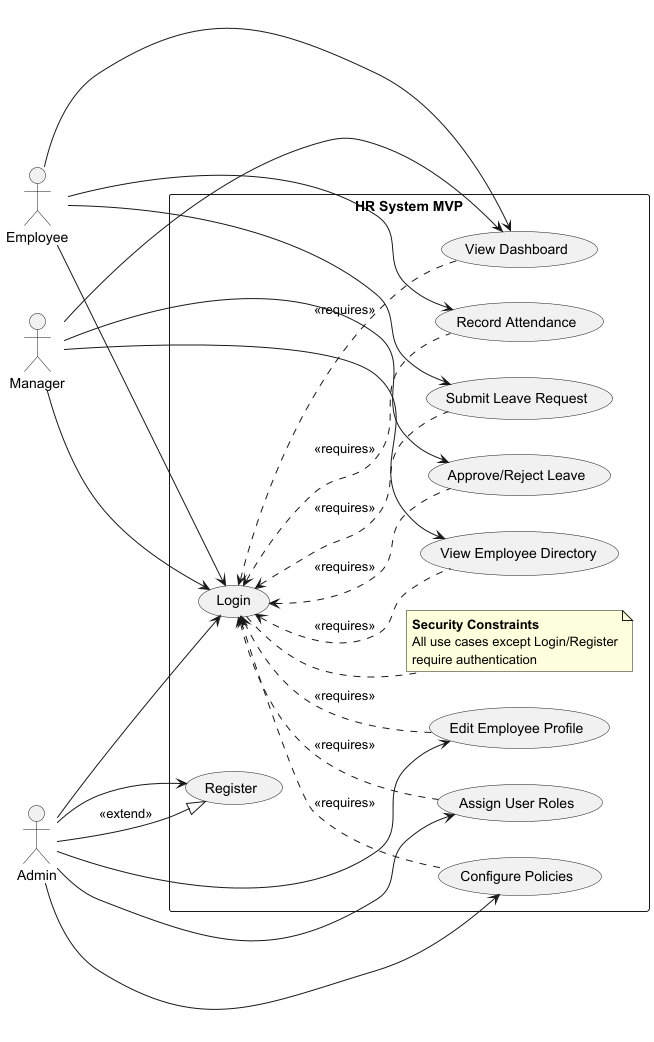 HR System MVP
Employee
View Dashboard
«requires»
Record Attendance
Manager
Submit Leave Request
«requires»
Approve/Reject Leave
«requires»
View Employee Directory
«requires»
Login
Security Constraints
All use cases except Login/Register
require authentication
«requires»
«requires»
Edit Employee Profile
«requires»
Register
Assign User Roles
«requires»
«extend»
Admin
Configure Policies